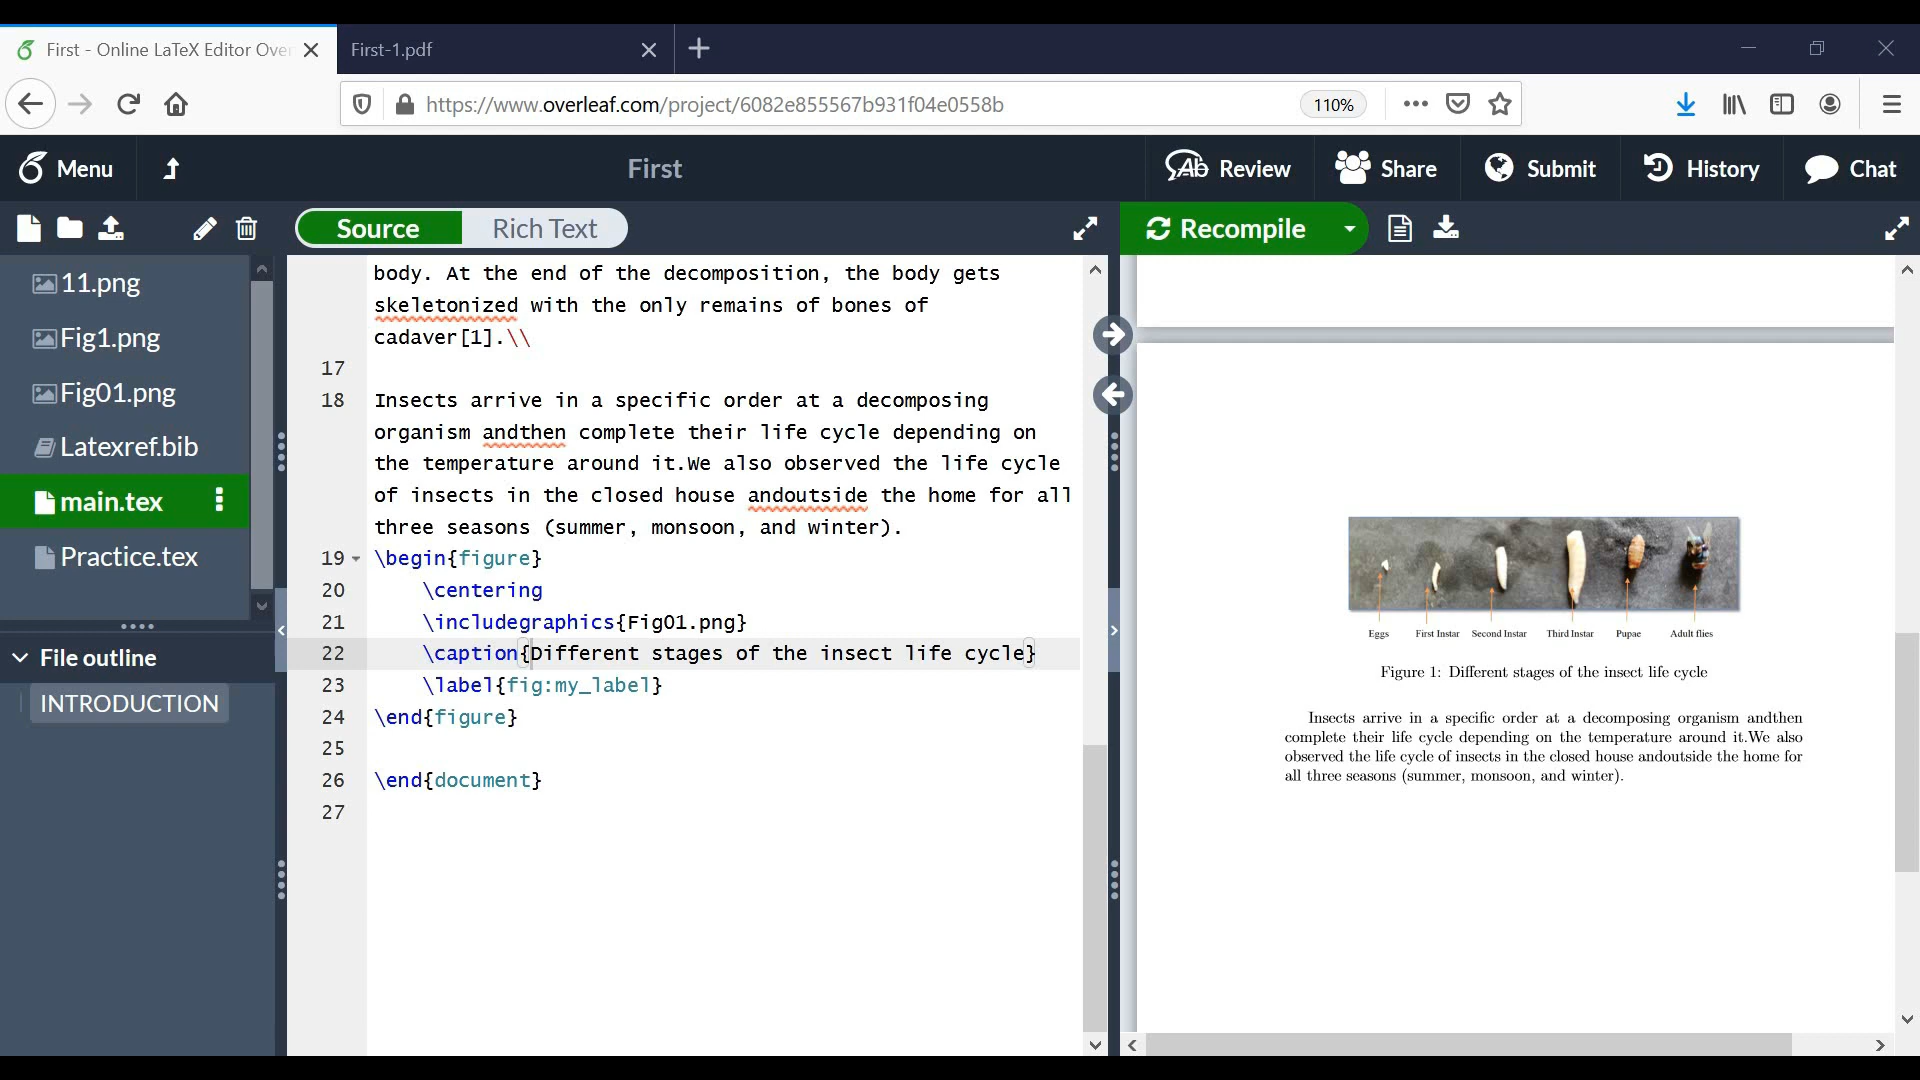 First - Online LaTeX Editor Over
First-1.pdf
https://www.overleaf.com/project/6082e855567b931f04e0558b
110%
Menu
First
Review
Share
Submit
History
Chat
Source
Rich Text
Recompile
11.png
Fig1.png
Fig01.png
Latexref.bib
main.tex
Practice.tex
File outline
INTRODUCTION
body. At the end of the decomposition, the body gets
skeletonized with the only remains of bones of
cadaver[1].\\
17
18 Insects arrive in a specific order at a decomposing
organism andthen complete their life cycle depending on
the temperature around it.We also observed the life cycle
of insects in the closed house andoutside the home for all
three seasons (summer, monsoon, and winter).
19 \begin{figure}
20 \centering
21 \includegraphics{Fig01.png}
22 \caption{Different stages of the insect life cycle}
23 \label{fig:my_label}
24 \end{figure}
25
26 \end{document}
27
Eggs First Instar Second Instar Third Instar Pupae Adult flies
Figure 1: Different stages of the insect life cycle
Insects arrive in a specific order at a decomposing organism andthen
complete their life cycle depending on the temperature around it.We also
observed the life cycle of insects in the closed house andoutside the home for
all three seasons (summer, monsoon, and winter).